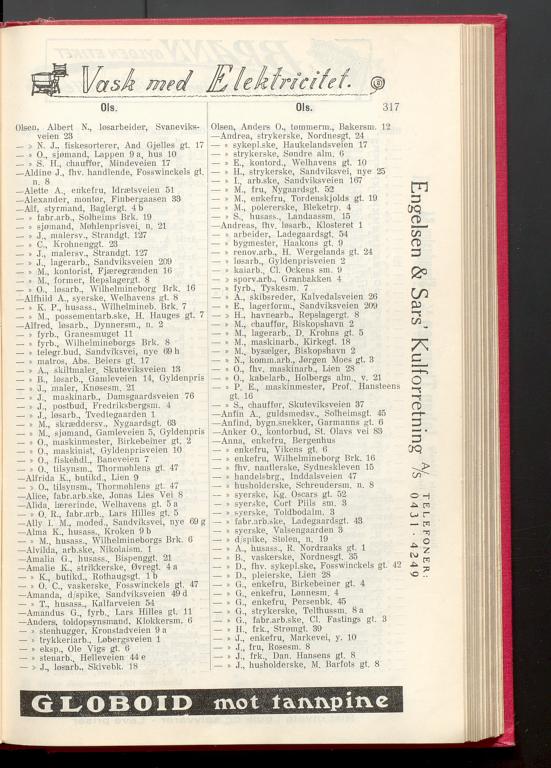 Vask med Elektricitet.
Ols.
Olsen, Albert N., losarbeider, Svaneviks-
veien 23
— » N. J., fiskesorterer, Aad Gjelles gt. 17
— » O., sjømand, Lappen 9 a, hus 10
— » S. H., chauffør, Mindeveien 17
—Aldine J., fhv. handlende, Fosswinckels gt.
n. 8
—Alette A., enkefru, Idrætsveien 51
—Alexander, montør, Finbergaasen 33
—Alf, styrmand, Baglergt. 4 b
— » fabr.arb., Solheims Brk. 19
— » sjømand, Møhlenprisvei, n, 21
— » J., malersv., Strandgt. 127
— » C., Krohneggt. 23
— » J., malersv., Strandgt. 127
— » J., lagerarb., Sandviksveien 209
— » M., kontorist, Fjæregrænden 16
— » M., former, Repslagergt. 8
— » O., løsarb., Wilhelmineborg Brk. 16
—Alfhild A., syerske, Welhavens gt. 8
— » K. P., husass., Wilhelmineb. Brk, 7
— » M., possementarb.ske, H. Hauges gt. 7
—Alfred, løsarb., Dynnersm., n. 2
— » fyrb., Granesmuget 11
— » fyrb., Wilhelmineborgs Brk. 8
— » telegr.bud, Sandviksvei, nye 69 h
— » matros, Abs. Beiers gt. 17
— » A., skiltmaler, Skuteviksveien 13
— » B., løsarb., Gamleveien 14, Gyldenpris
— » J., maler, Knøsesm. 21
— » J., maskinarb., Damsgaardsveien 76
— » J., postbud, Fredriksbergsm. 4
— » J., løsarb., Tvedtegaarden 1
— » M., skræddersv., Nygaardsgt. 63
— » M., sjømand, Gamleveien 5, Gyldenpris
— » O., maskinmester, Birkebeiner gt. 2
— » O., maskinist, Gyldenprisveien 10
— » O., fiskehdl., Baneveien 7
— » O., tilsynsm., Thormøhlens gt. 47
—Alfrida K., butikd., Lien 9
— » O., tilsynsm., Thormøhlens gt. 47
—Alice, fabr.arb.ske, Jonas Lies Vei 8
—Alida, lærerinde, Welhavens gt. 5 a
— » O. R., fabr.arb., Lars Hilles gt. 5
—Ally I. M., moded., Sandviksvei, nye 69 g
—Alma K., husass., Kroken 9 b
— » M., husass., Wilhelmineborgs Brk. 6
—Alvilda, arb.ske, Nikolaism. 1
—Amalia G., husass., Bispenggt. 21
—Amalie K., strikkerske, Øvregt. 4 a
— » K., butikd., Rothaugsgt. 1 b
— » O. C., vaskerske, Fosswinckels gt. 47
—Amanda, d/spike, Sandviksveien 49 d
— » T., husass., Kalfarveien 54
—Amandus G., fyrb., Lars Hilles gt. 11
—Anders, toldopsynsmand, Klokkersm. 6
— » stenhugger, Kronstadveien 9 a
— » trykkeriarb., Løbergsveien 1
— » eksp., Ole Vigs gt. 6
— » stenarb., Helleveien 44 e
— » J., losarb., Skivebk. 18
Ols.
317
Olsen, Anders O., tømmerm., Bakersm. 12
—Andrea, strykerske, Nordnesgt, 24
— » sykepl.ske, Haukelandsveien 17
— » strykerske, Søndre alm. 6
— » E., kontord., Welhavens gt. 10
— » H., strykerske, Sandviksvei, nye 25
— » I., arb.ske, Sandviksveien 167
— » M., fru, Nygaardsgt. 52
— » M., enkefru, Tordenskjolds gt. 19
— » M., polererske, Bleketrp. 4
— » S., husass., Landaassm, 15
—Andreas, fhv. løsarb., Klosteret 1
— » arbeider, Ladegaardsgt, 54
— » bygmester, Haakons gt. 9
— » renov.arb., H. Wergelands gt. 24
— » løsarb., Gyldenprisveien 2
— » kaiarb., Cl. Ockens sm. 9
— » sporv.arb., Granbakken 4
— » fyrb., Tyskesm. 7
— » A., skibsreder, Kalvedalsveien 26
— » E., lagerform., Sandviksveien 209
— » H., havnearb., Repslagergt. 8
— » M., chauffør, Biskopshavn 2
— » M., lagerarb., D. Krohns gt. 5
— » M., maskinarb., Kirkegt. 18
— » M., bysælger, Biskopshavn 2
— » N., komm.arb., Jørgen Moes gt. 3
— » O., fhv. maskinarb., Lien 28
— » O., kabelarb., Holbergs alm., v. 21
— » P. E., maskinmester, Prof. Hansteens
gt. 16
— » S., chauffør, Skuteviksveien 37
—Anfin A., guldsmedsv., Solheimsgt. 45
—Anfind, bygn.snekker, Garmanns gt. 6
—Anker O., kontorbud, St. Olavs vei 83
—Anna, enkefru, Bergenhus
— » enkefru, Vikens gt. 6
— » enkefru, Wilhelmineborg Brk. 16
— » fhv. naatlerske, Sydneskleven 15
— » handelsbrg., Inddalsveien 47
— » husholderske, Schreudersm. n. 8
— » syerske, Kg. Oscars gt. 52
— » syerske, Cort Piils sm. 3
— » syerske, Toldbodalm. 3
— » fabr.arb.ske, Ladegaardsgt. 43
— » syerske, Valsengaarden 3
— » d/spike, Stølen, n. 19
— » A., husass., R. Nordraaks gt. 1
— » B., vaskerske, Nordnesgt. 35
— » D., fhv. sykepl.ske, Fosswinckels gt. 42
— » D., pleierske, Lien 28
— » G., enkefru, Birkebeiner gt. 4
— » G., enkefru, Lønnesm. 4
— » G., enkefru, Persenbk, 45
— » G., strykerske, Telthussm. 8 a
— » G., fabr.arb.ske, Cl. Fastings gt. 3
— » H., frk., Strømgt. 39
— » J., enkefru, Markevei, y. 10
— » J., fru, Rosesm. 8
— » J., frk., Dan. Hansens gt. 8
— » J., husholderske, M. Barfots gt. 8
Engelsen & Sars' Kulforretning A/S TELEFONER: 0431 · 4249
GLOBOID mot tannpine